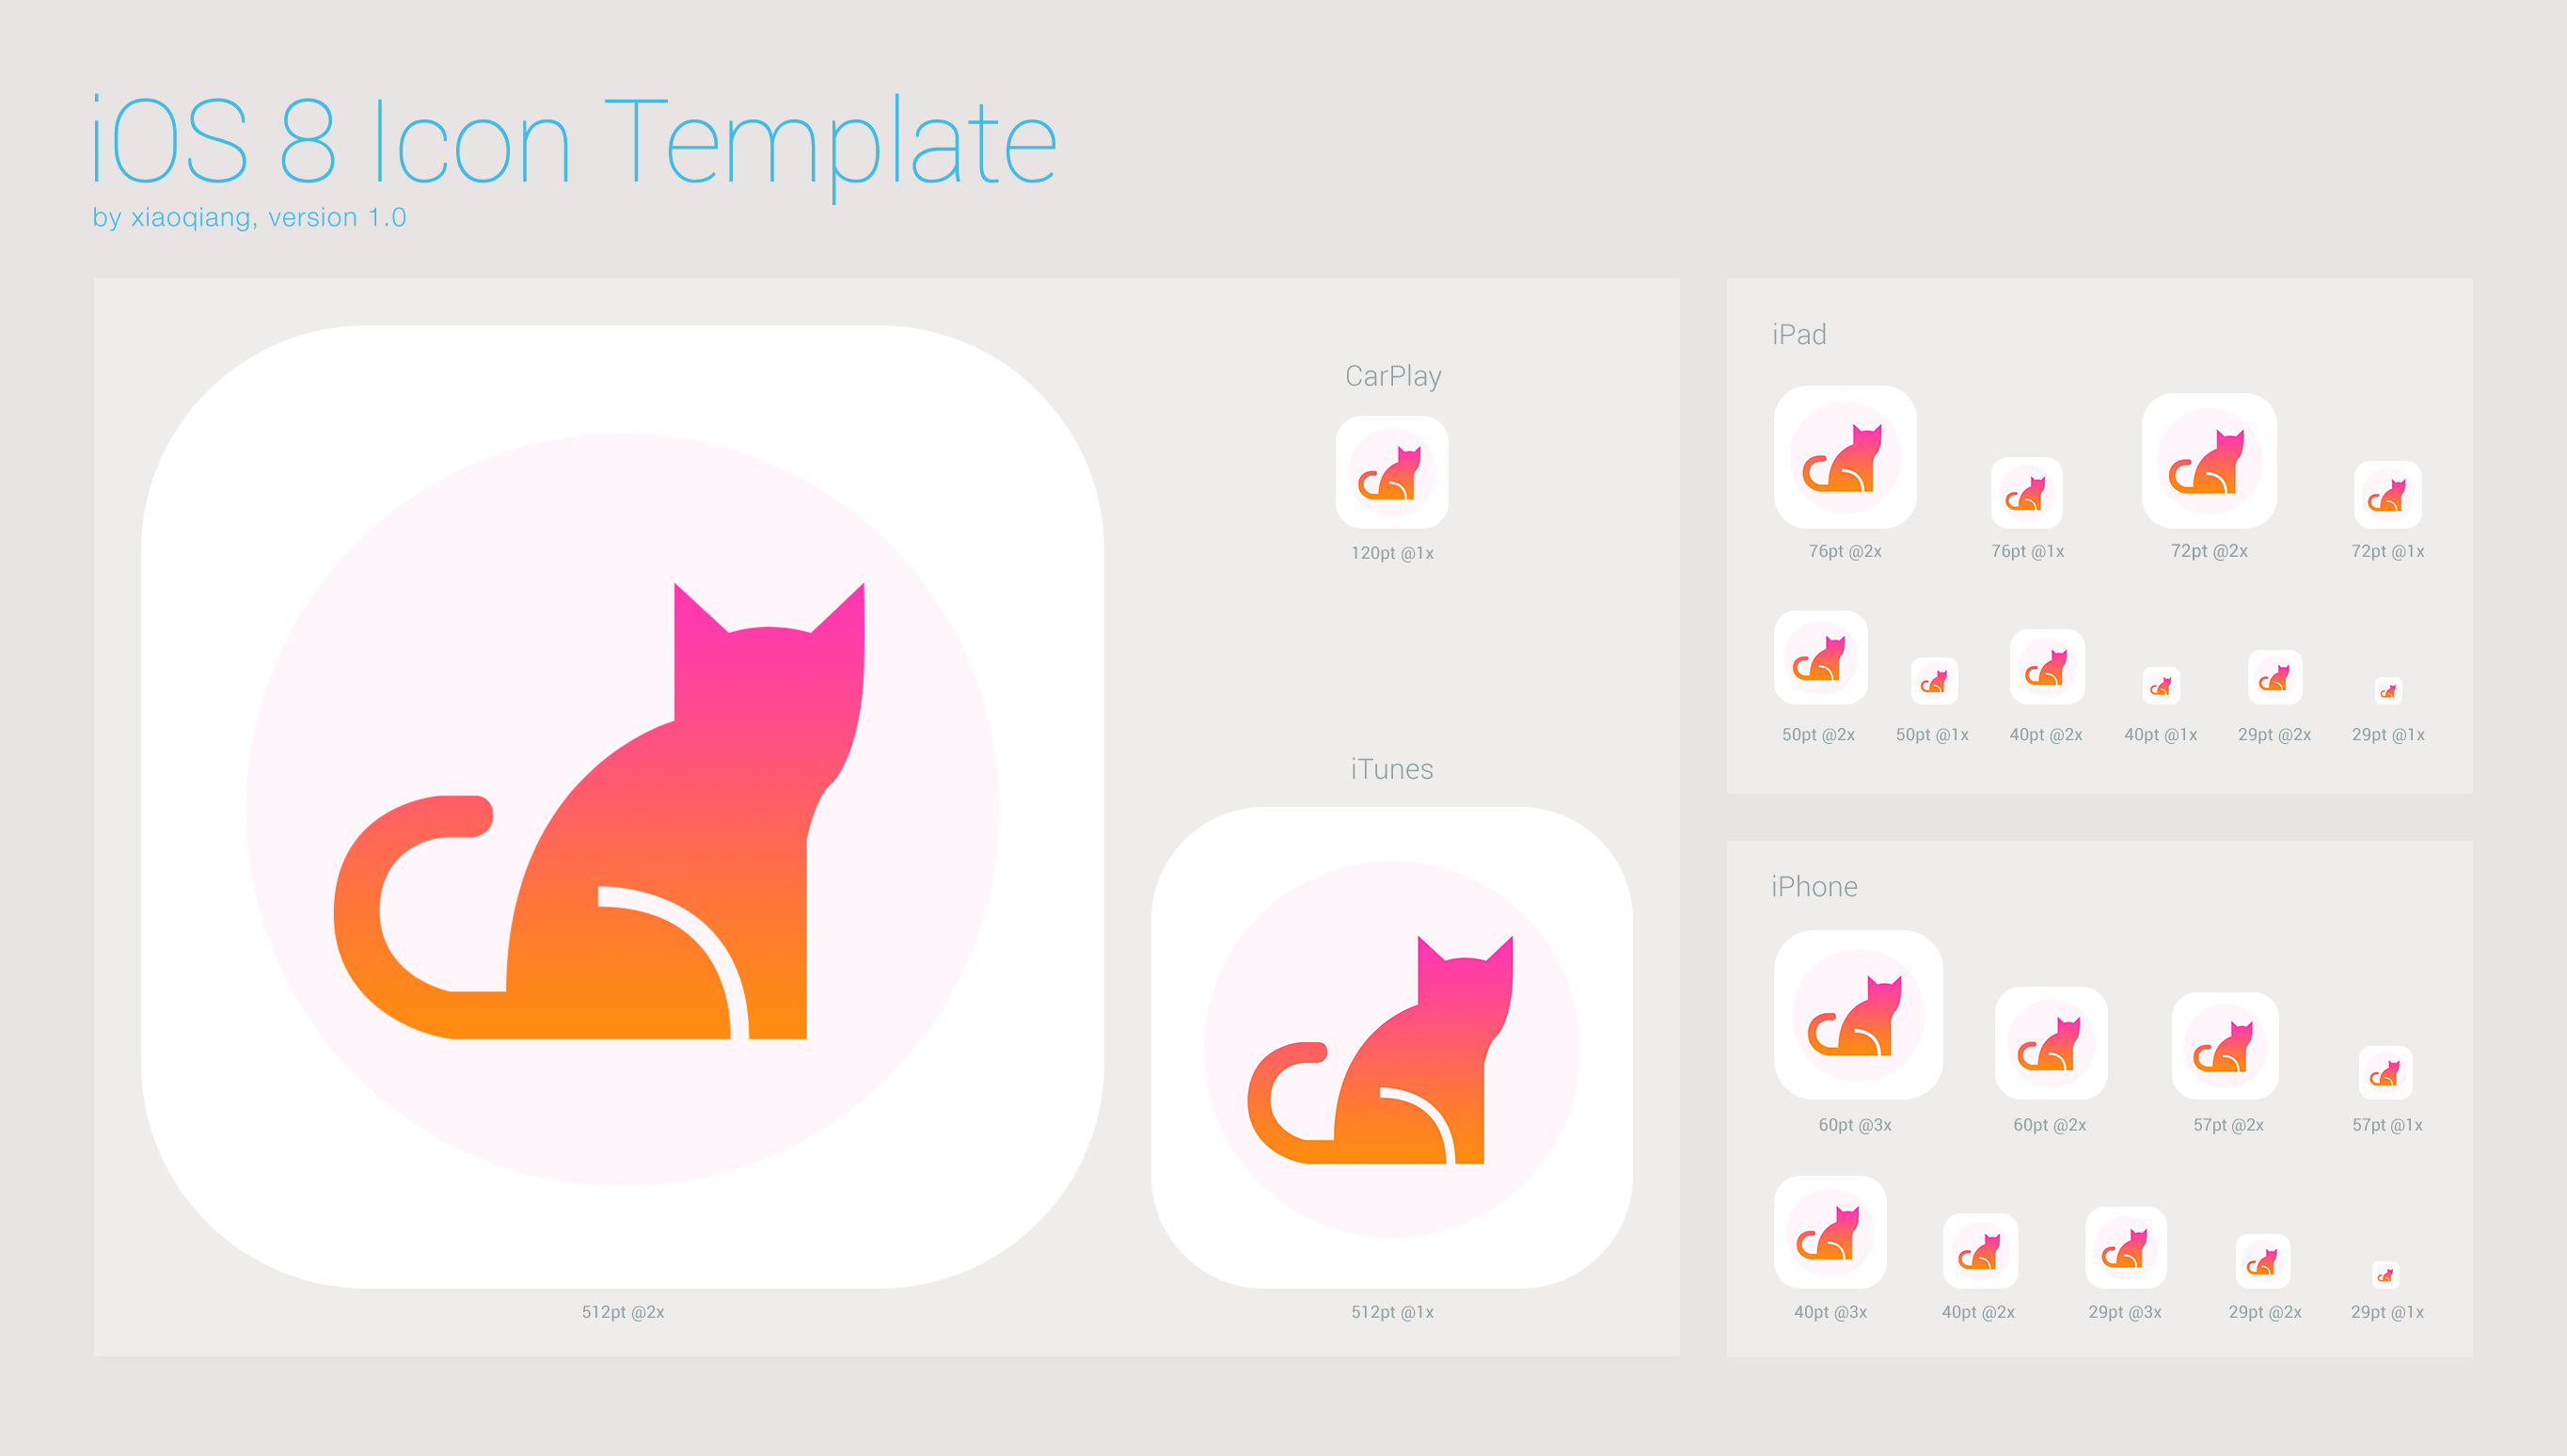 iOS 8 Icon Template
by xiaoqiang, version 1.0
CarPlay
120pt @1x
iTunes
512pt @2x
512pt @1x
iPad
76pt @2x
76pt @1x
72pt @2x
72pt @1x
50pt @2x
50pt @1x
40pt @2x
40pt @1x
29pt @2x
29pt @1x
iPhone
60pt @3x
60pt @2x
57pt @2x
57pt @1x
40pt @3x
40pt @2x
29pt @3x
29pt @2x
29pt @1x